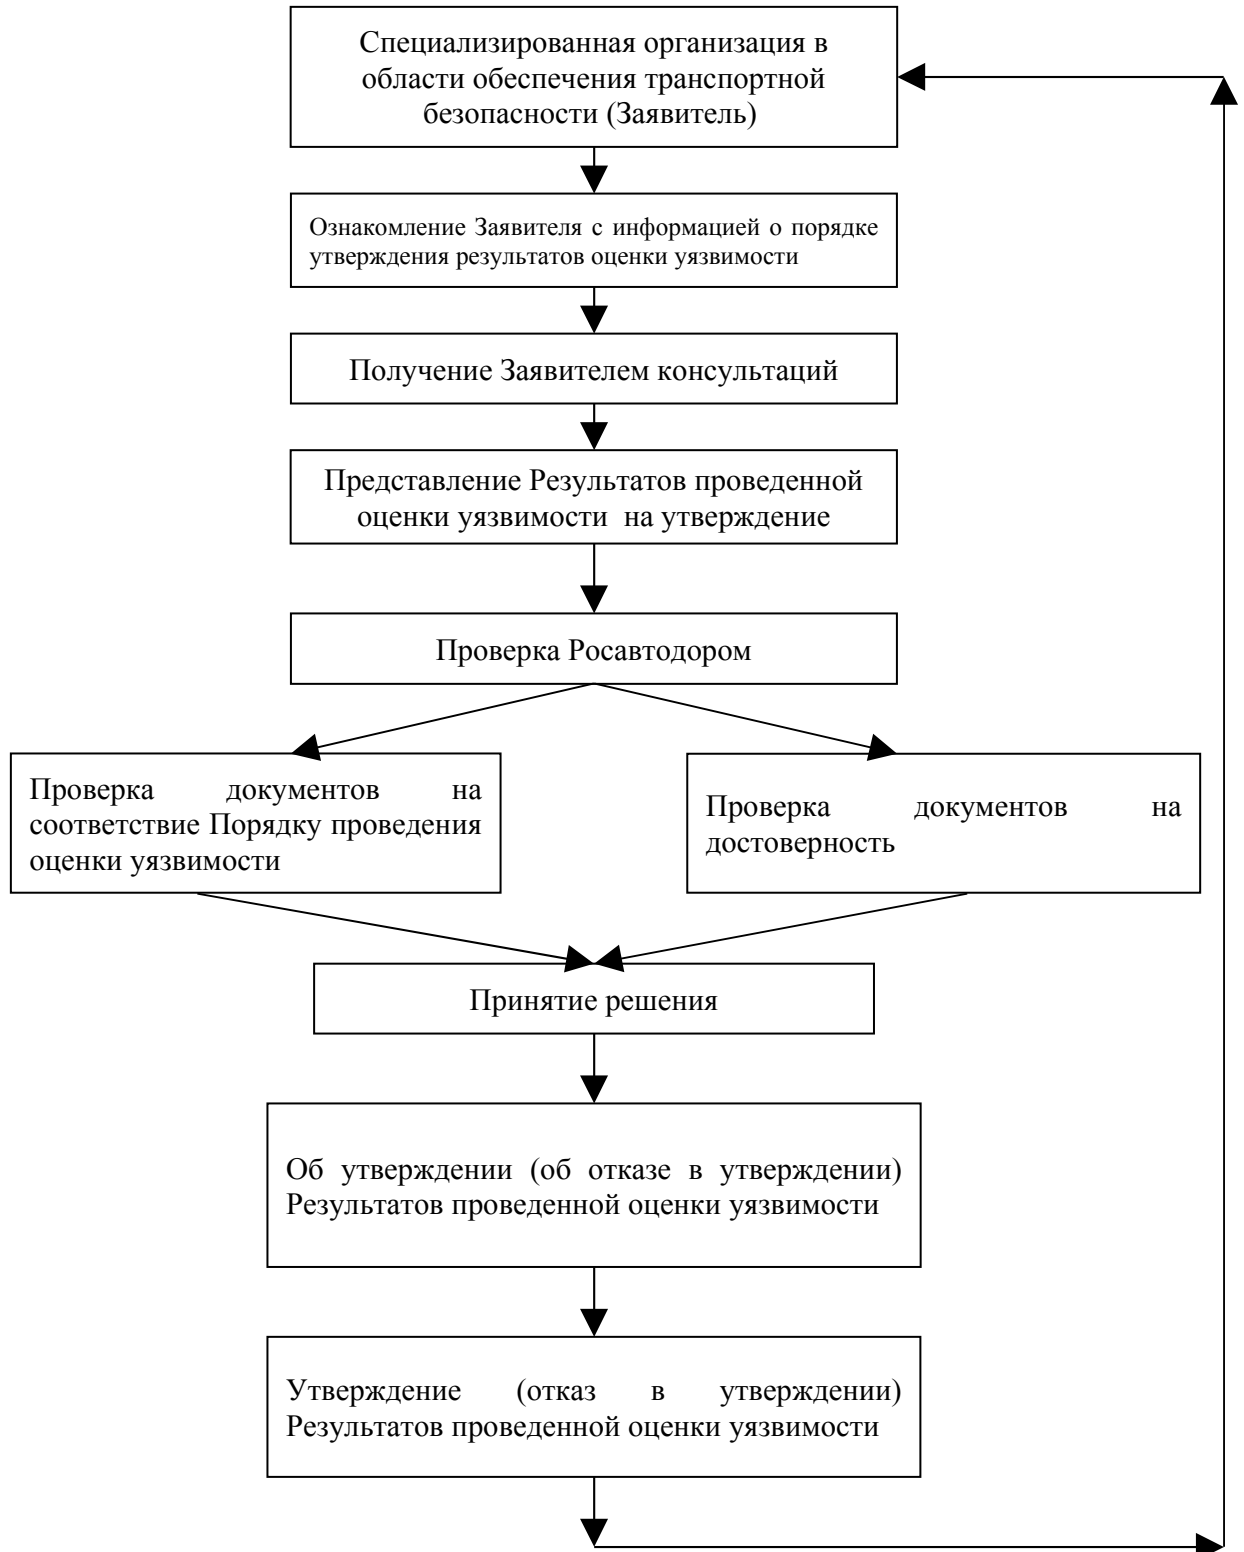 Специализированная организация в
области обеспечения транспортной
безопасности (Заявитель)
Ознакомление Заявителя с информацией о порядке
утверждения результатов оценки уязвимости
Получение Заявителем консультаций
Представление Результатов проведенной
оценки уязвимости на утверждение
Проверка Росавтодором
Проверка документов на
соответствие Порядку проведения
оценки уязвимости
Проверка документов на
достоверность
Принятие решения
Об утверждении (об отказе в утверждении)
Результатов проведенной оценки уязвимости
Утверждение (отказ в утверждении)
Результатов проведенной оценки уязвимости